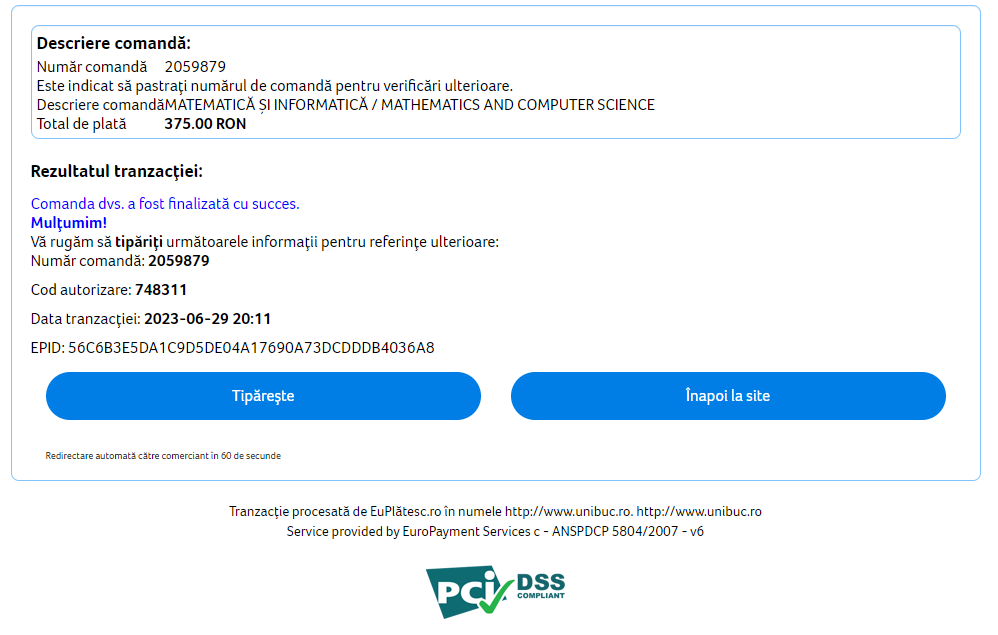 Descriere comandă:
Număr comandă 2059879
Este indicat să pastrați numărul de comandă pentru verificări ulterioare.
Descriere comandăMATEMATICĂ ȘI INFORMATICĂ / MATHEMATICS AND COMPUTER SCIENCE
Total de plată 375.00 RON
Rezultatul tranzacţiei:
Comanda dvs. a fost finalizată cu succes.
Mulţumim!
Vă rugăm să tipăriţi următoarele informaţii pentru referinţe ulterioare:
Număr comandă: 2059879
Cod autorizare: 748311
Data tranzacţiei: 2023-06-29 20:11
EPID: 56C6B3E5DA1C9D5DE04A17690A73DCDDDB4036A8
Tipăreşte Înapoi la site
Redirectare automată către comerciant in 60 de secunde
Tranzacţie procesată de EuPlătesc.ro în numele http://www.unibuc.ro. http://www.unibuc.ro
Service provided by EuroPayment Services c - ANSPDCP 5804/2007 - v6
PCi DSS
COMPLIANT